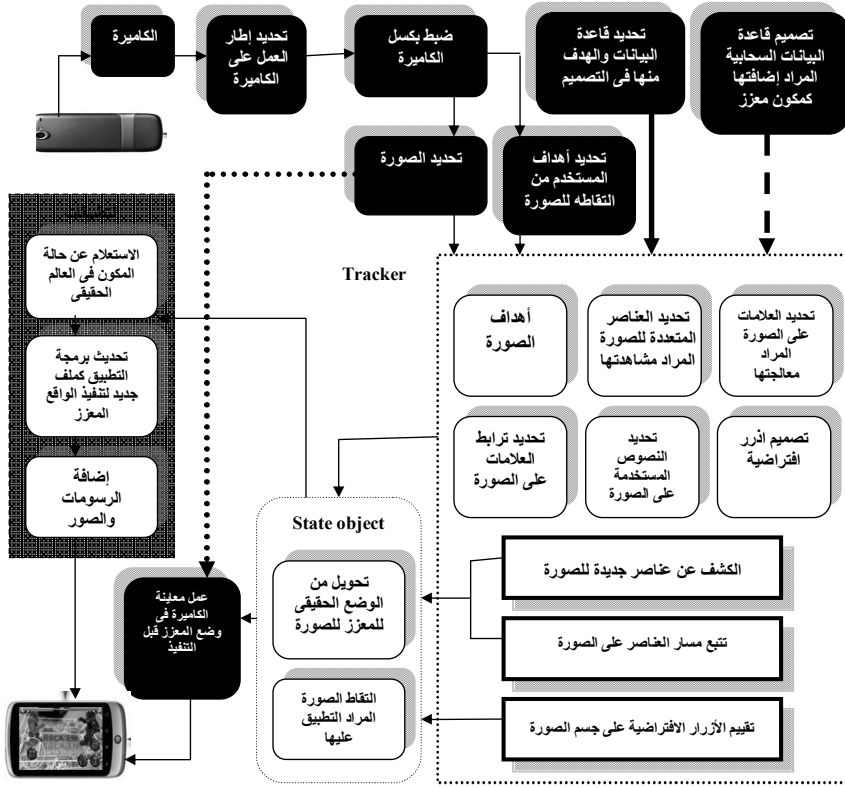 تصميم قاعدة
البيانات السحابية
المراد إضافتها
كمكون معزز
تحديد قاعدة
البيانات والهدف
منها فى التصميم
ضبط بكسل
الكاميرة
تحديد إطار
العمل على
الكاميرة
الكاميرة
تحديد أهداف
المستخدم من
التقاطه للصورة
تحديد الصورة
Tracker
تحديد العلامات
على الصورة
المراد
معالجتها
تحديد العناصر
المتعددة للصورة
المراد مشاهدتها
أهداف
الصورة
تصميم اذرر
افتراضية
تحديد
النصوص
المستخدمة
على الصورة
تحديد ترابط
العلامات
على الصورة
الكشف عن عناصر جديدة للصورة
تتبع مسار العناصر على الصورة
تقييم الأزرار الافتراضية على جسم الصورة
State object
تحويل من
الوضع الحقيقى
للمعزز للصورة
التقاط الصورة
المراد التطبيق
عليها
عمل معاينة
الكاميرة فى
وضع المعزز قبل
التنفيذ
الاستعلام عن حالة
المكون فى العالم
الحقيقى
تحديث برمجة
التطبيق كملف
جديد لتنفيذ الواقع
المعزز
إضافة
الرسومات
والصور